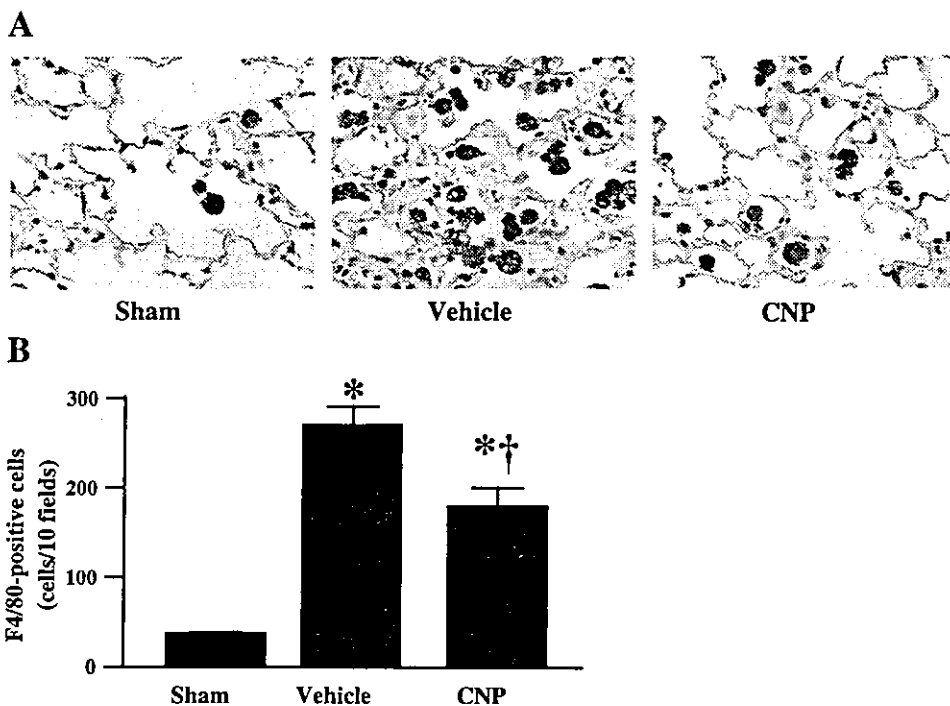 A
Sham Vehicle CNP
B
F4/80-positive cells
(cells/10 fields)
300
200
100
0
*
*†
Sham Vehicle CNP